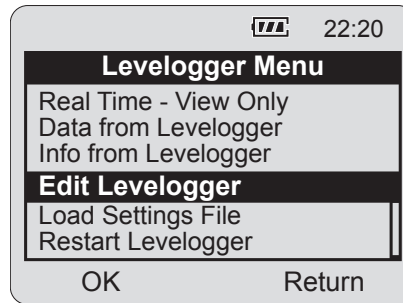 22:20
Levelogger Menu
Real Time - View Only
Data from Levelogger
Info from Levelogger
Edit Levelogger
Load Settings File
Restart Levelogger
OK Return